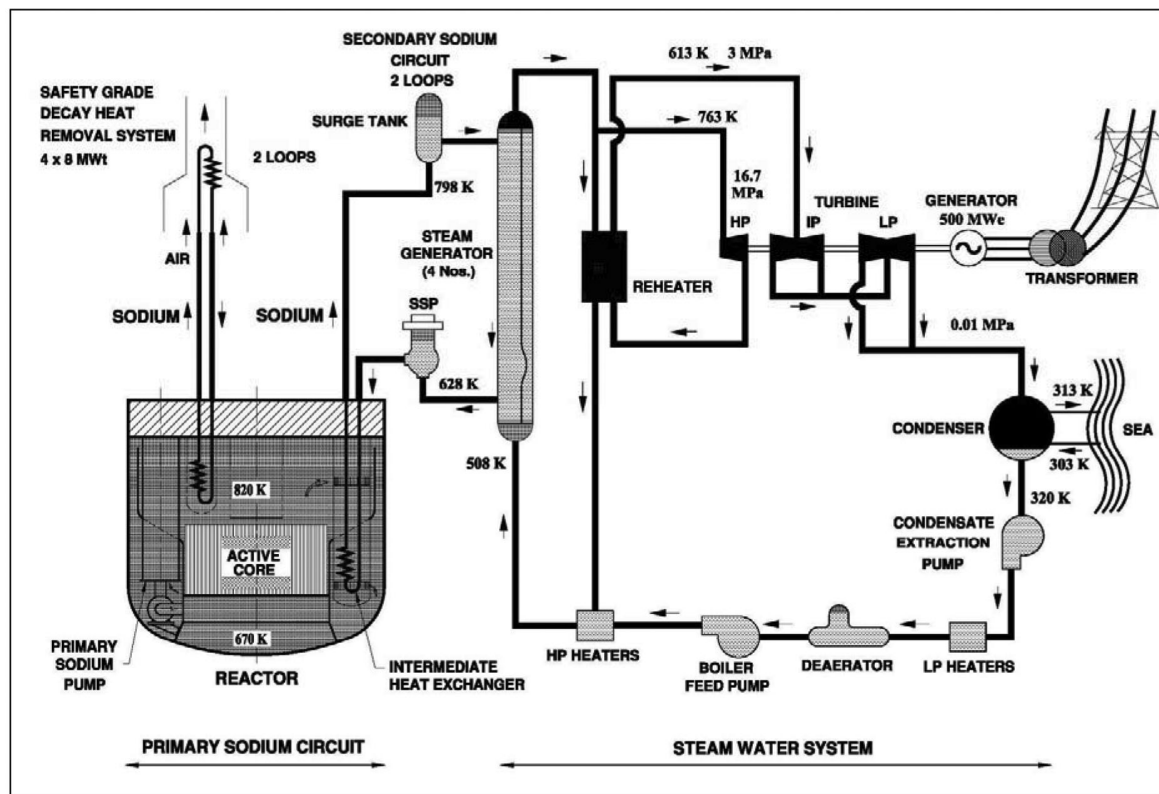 SAFETY GRADE
DECAY HEAT
REMOVAL SYSTEM
4 x 8 MWt
2 LOOPS
SECONDARY SODIUM
CIRCUIT
2 LOOPS
SURGE TANK
613 K 3 MPa
763 K
798 K
16.7
MPa
HP
TURBINE
IP
LP
GENERATOR
500 MWe
TRANSFORMER
AIR
STEAM
GENERATOR
(4 Nos.)
REHEATER
SODIUM
SODIUM
SSP
0.01 MPa
628 K
313 K
CONDENSER
SEA
303 K
508 K
320 K
820 K
CONDENSATE
EXTRACTION
PUMP
ACTIVE
CORE
670 K
PRIMARY
SODIUM
PUMP
REACTOR
INTERMEDIATE
HEAT EXCHANGER
HP HEATERS
BOILER
FEED PUMP
DEAERATOR
LP HEATERS
PRIMARY SODIUM CIRCUIT
STEAM WATER SYSTEM